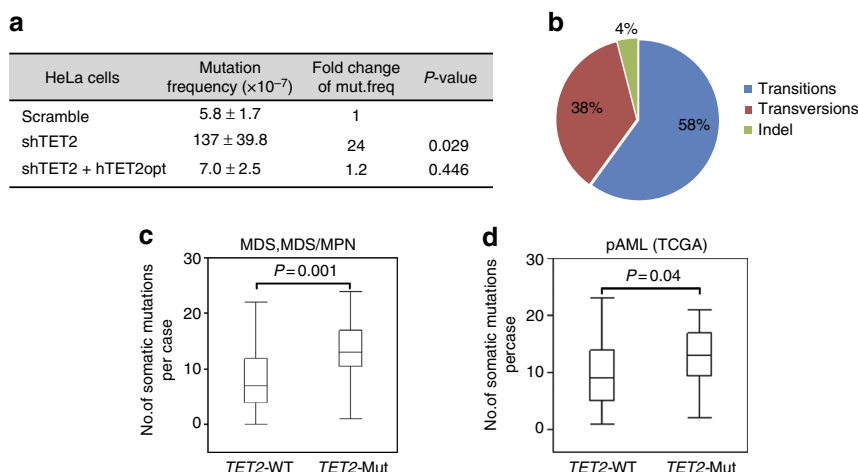 a
HeLa cells Mutation frequency (×10⁻⁷) Fold change of mut.freq P-value
Scramble 5.8 ± 1.7 1
shTET2 137 ± 39.8 24 0.029
shTET2 + hTET2opt 7.0 ± 2.5 1.2 0.446
b
4%
38%
58%
Transitions
Transversions
Indel
c
MDS,MDS/MPN
No.of somatic mutations
per case
30
20
10
0
P=0.001
TET2-WT TET2-Mut
d
pAML (TCGA)
No.of somatic mutations
percase
30
20
10
0
P=0.04
TET2-WT TET2-Mut